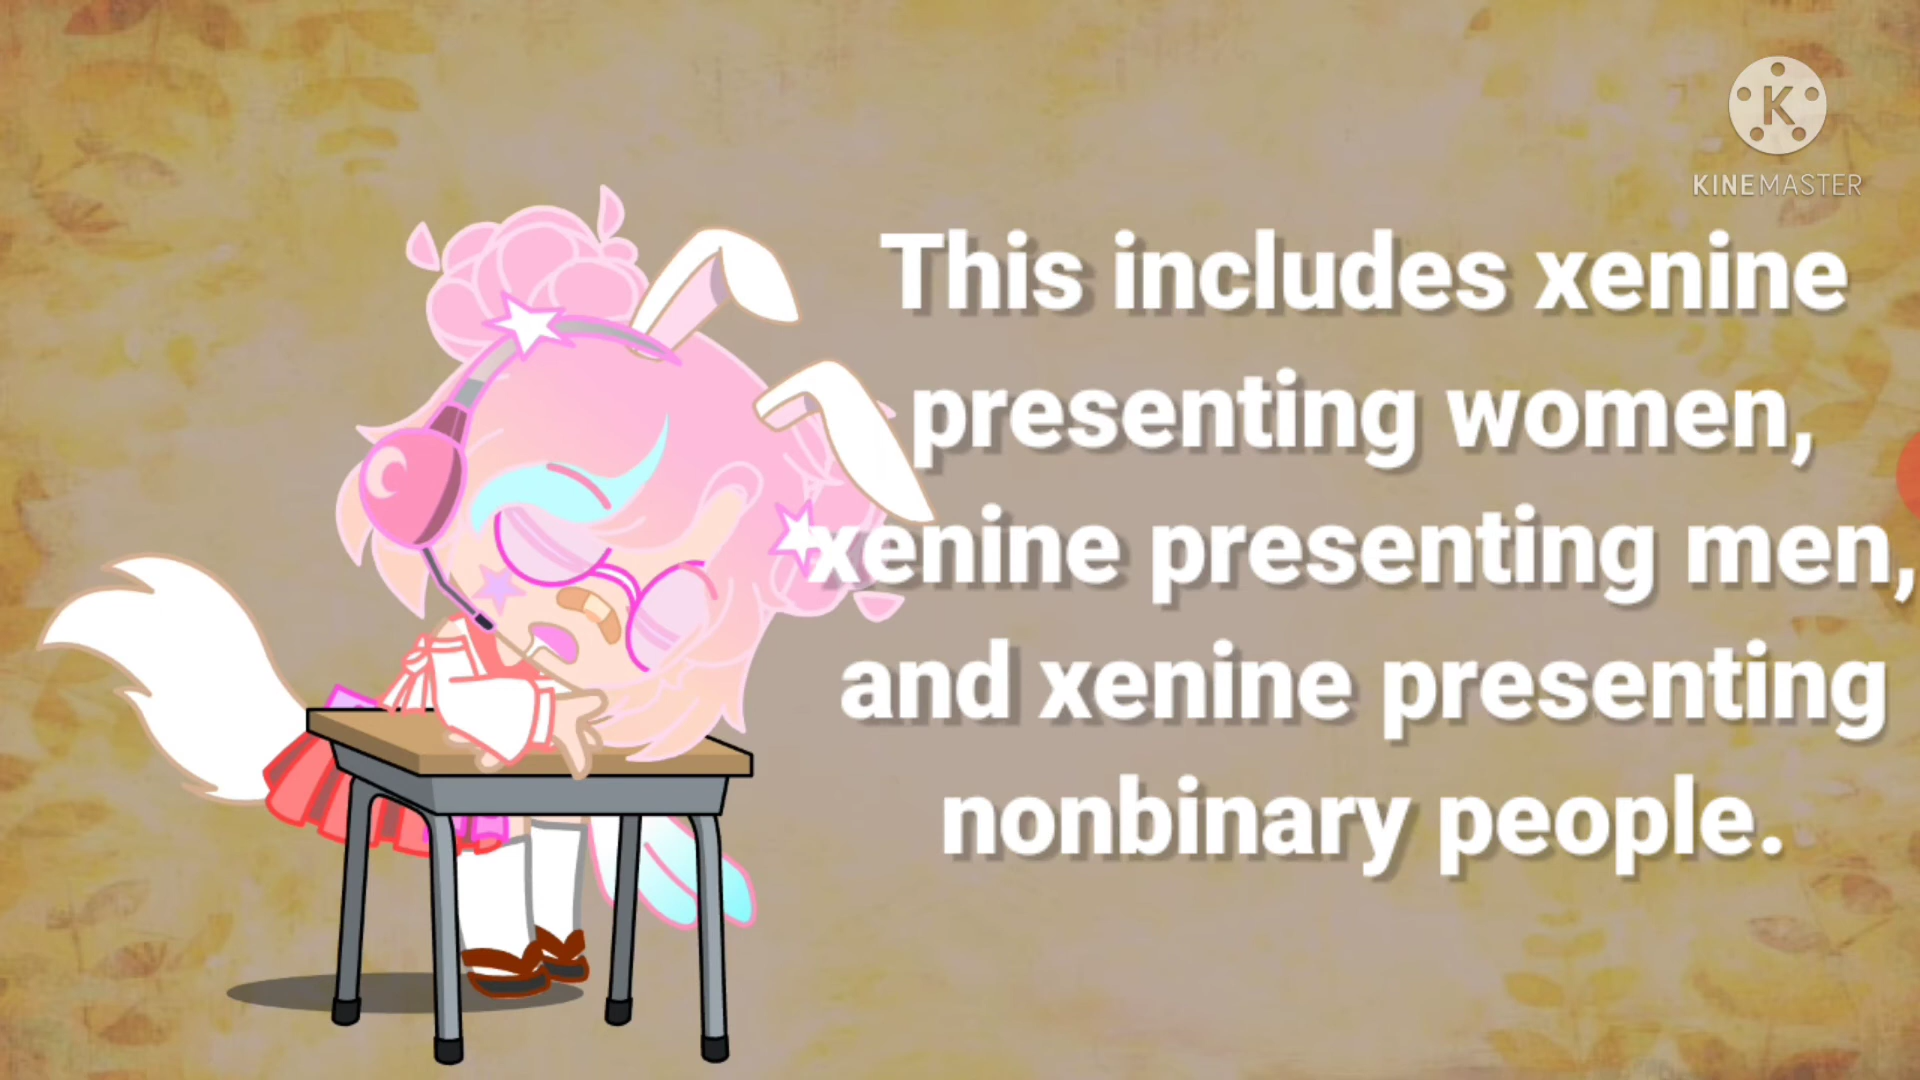 K
KINEMASTER
This includes xenine
presenting women,
xenine presenting men,
and xenine presenting
nonbinary people.